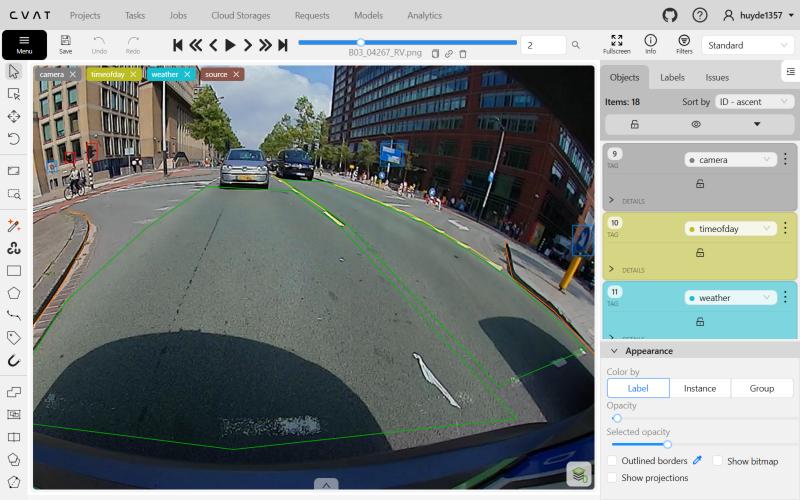 CVAT Projects Tasks Jobs Cloud Storages Requests Models Analytics huyde1357
Menu Save Undo Redo B03_04267_RV.png 2 Fullscreen Info Filters Standard
camera timeofday weather source
Objects Labels Issues
Items: 18 Sort by ID - ascent
9 TAG camera
DETAILS
10 TAG timeofday
DETAILS
11 TAG weather
DETAILS
Appearance
Color by
Label Instance Group
Opacity
Selected opacity
Outlined borders Show bitmap
Show projections